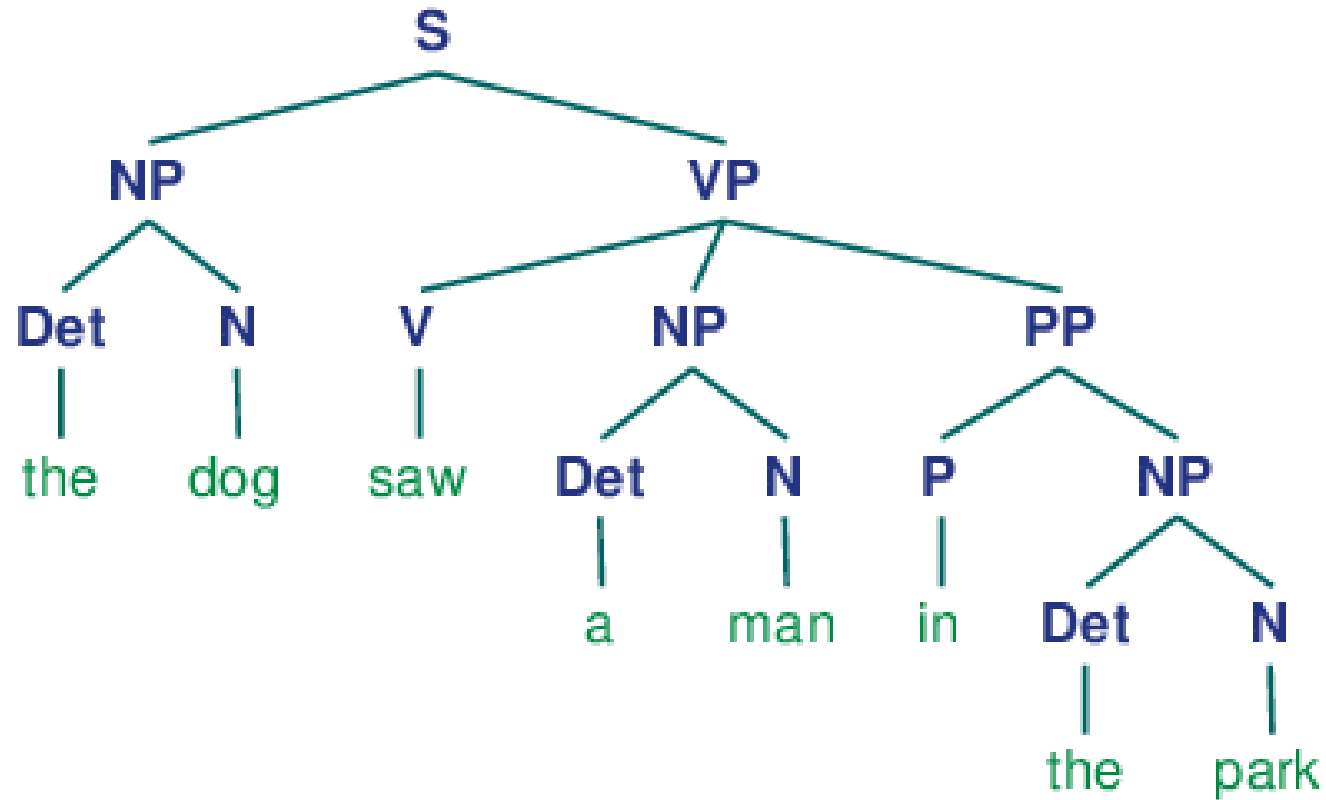 S
NP VP
Det N V NP PP
the dog saw Det N P NP
a man in Det N
the park